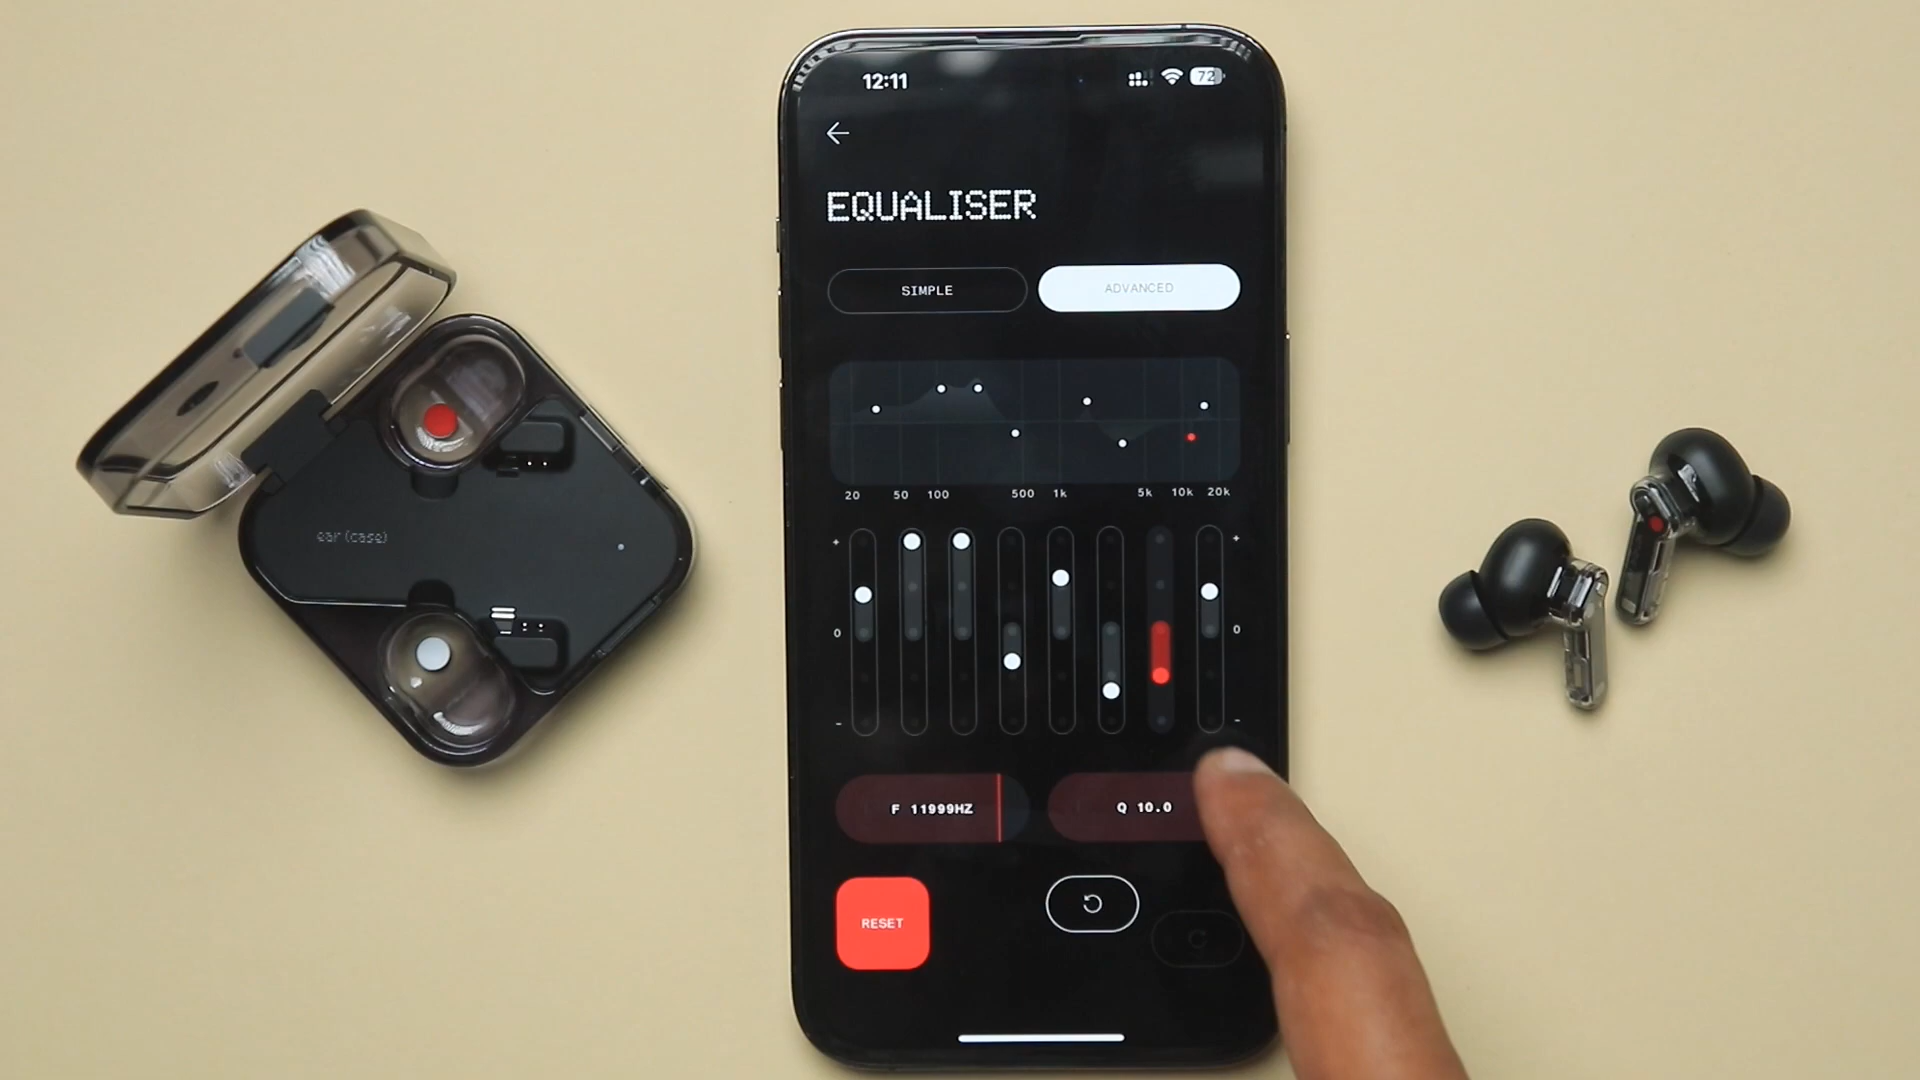 12:11
72
EQUALISER
SIMPLE
ADVANCED
20 50 100 500 1k 5k 10k 20k
+ +
0 0
- -
F 11999HZ
Q 10.0
RESET
ear (case)